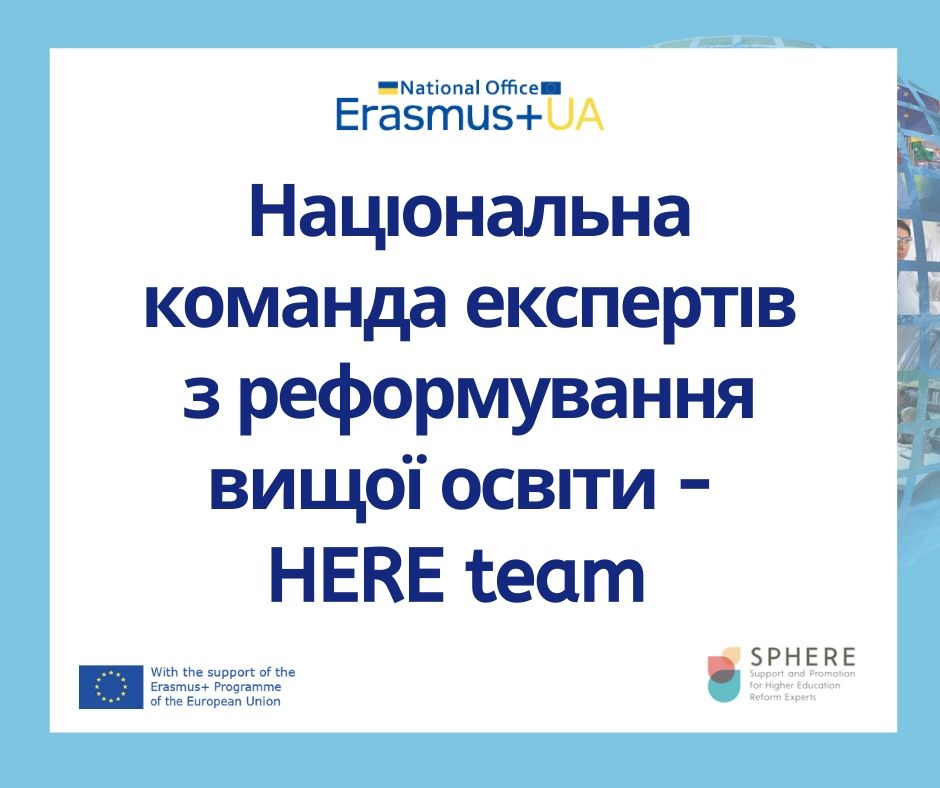 National Office
Erasmus+UA
Національна
команда експертів
з реформування
вищої освіти -
HERE team
With the support of the
Erasmus+ Programme
of the European Union
SPHERE
Support and Promotion
for Higher Education
Reform Experts